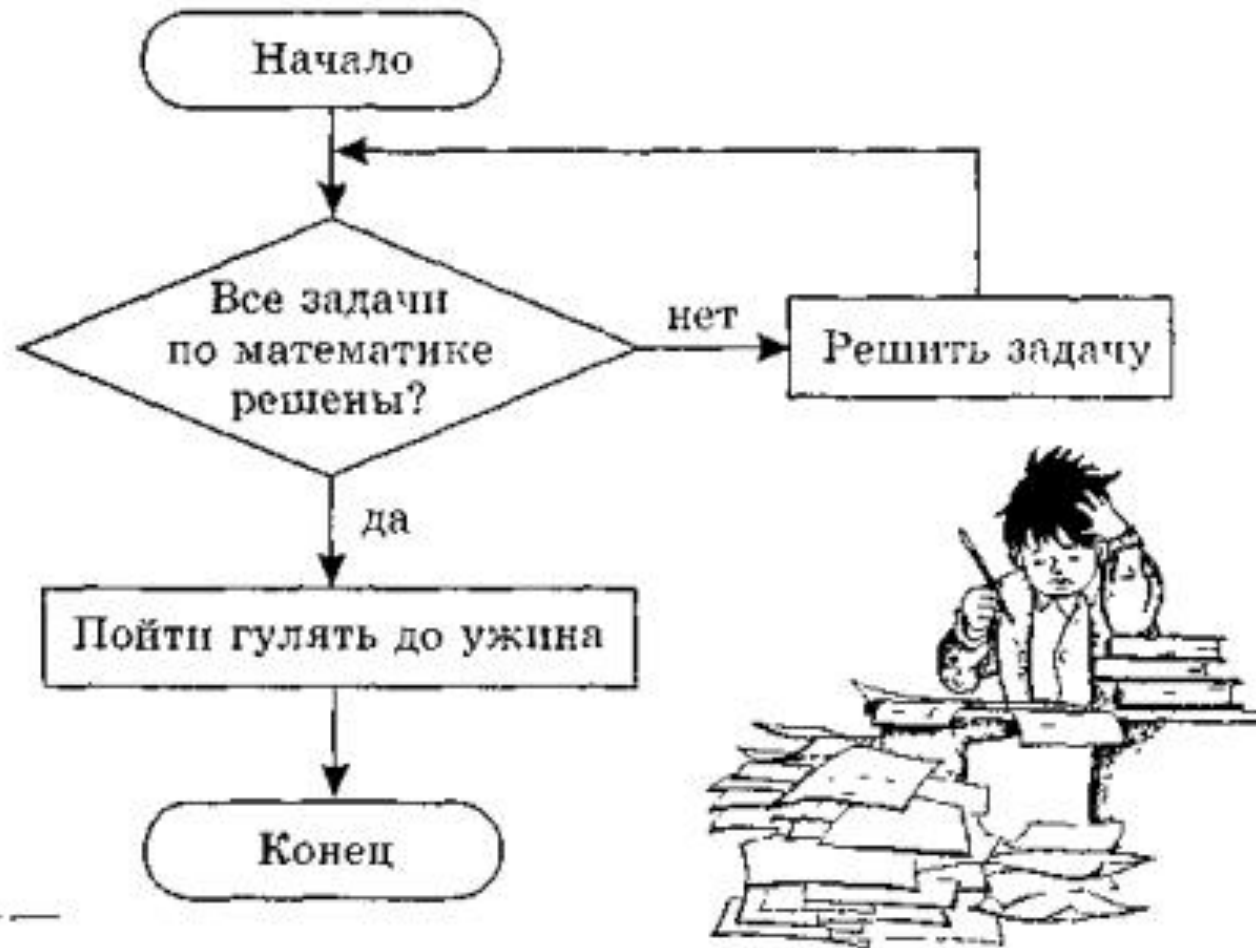 Начало
Все задачи
по математике
решены?
нет
Решить задачу
да
Пойти гулять до ужина
Конец